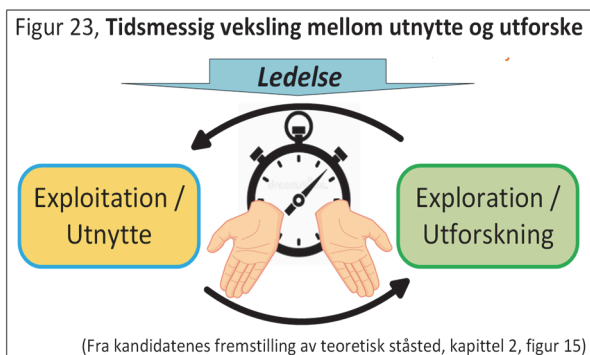 Figur 23, Tidsmessig veksling mellom utnytte og utforske
Ledelse
Exploitation /
Utnytte
Exploration /
Utforskning
(Fra kandidatenes fremstilling av teoretisk ståsted, kapittel 2, figur 15)